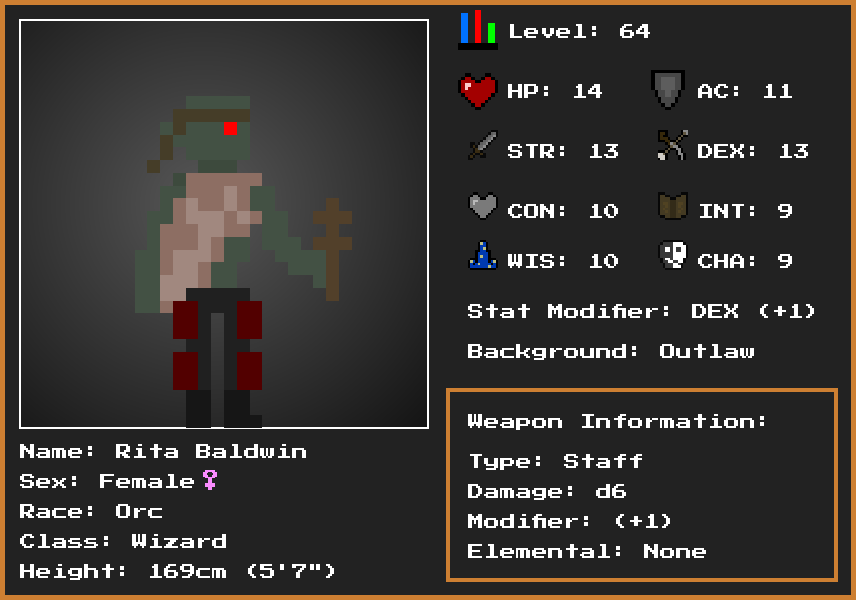 Level: 64
HP: 14 AC: 11
STR: 13 DEX: 13
CON: 10 INT: 9
WIS: 10 CHA: 9
Stat Modifier: DEX (+1)
Background: Outlaw
Weapon Information:
Type: Staff
Damage: d6
Modifier: (+1)
Elemental: None
Name: Rita Baldwin
Sex: Female♀
Race: Orc
Class: Wizard
Height: 169cm (5'7")